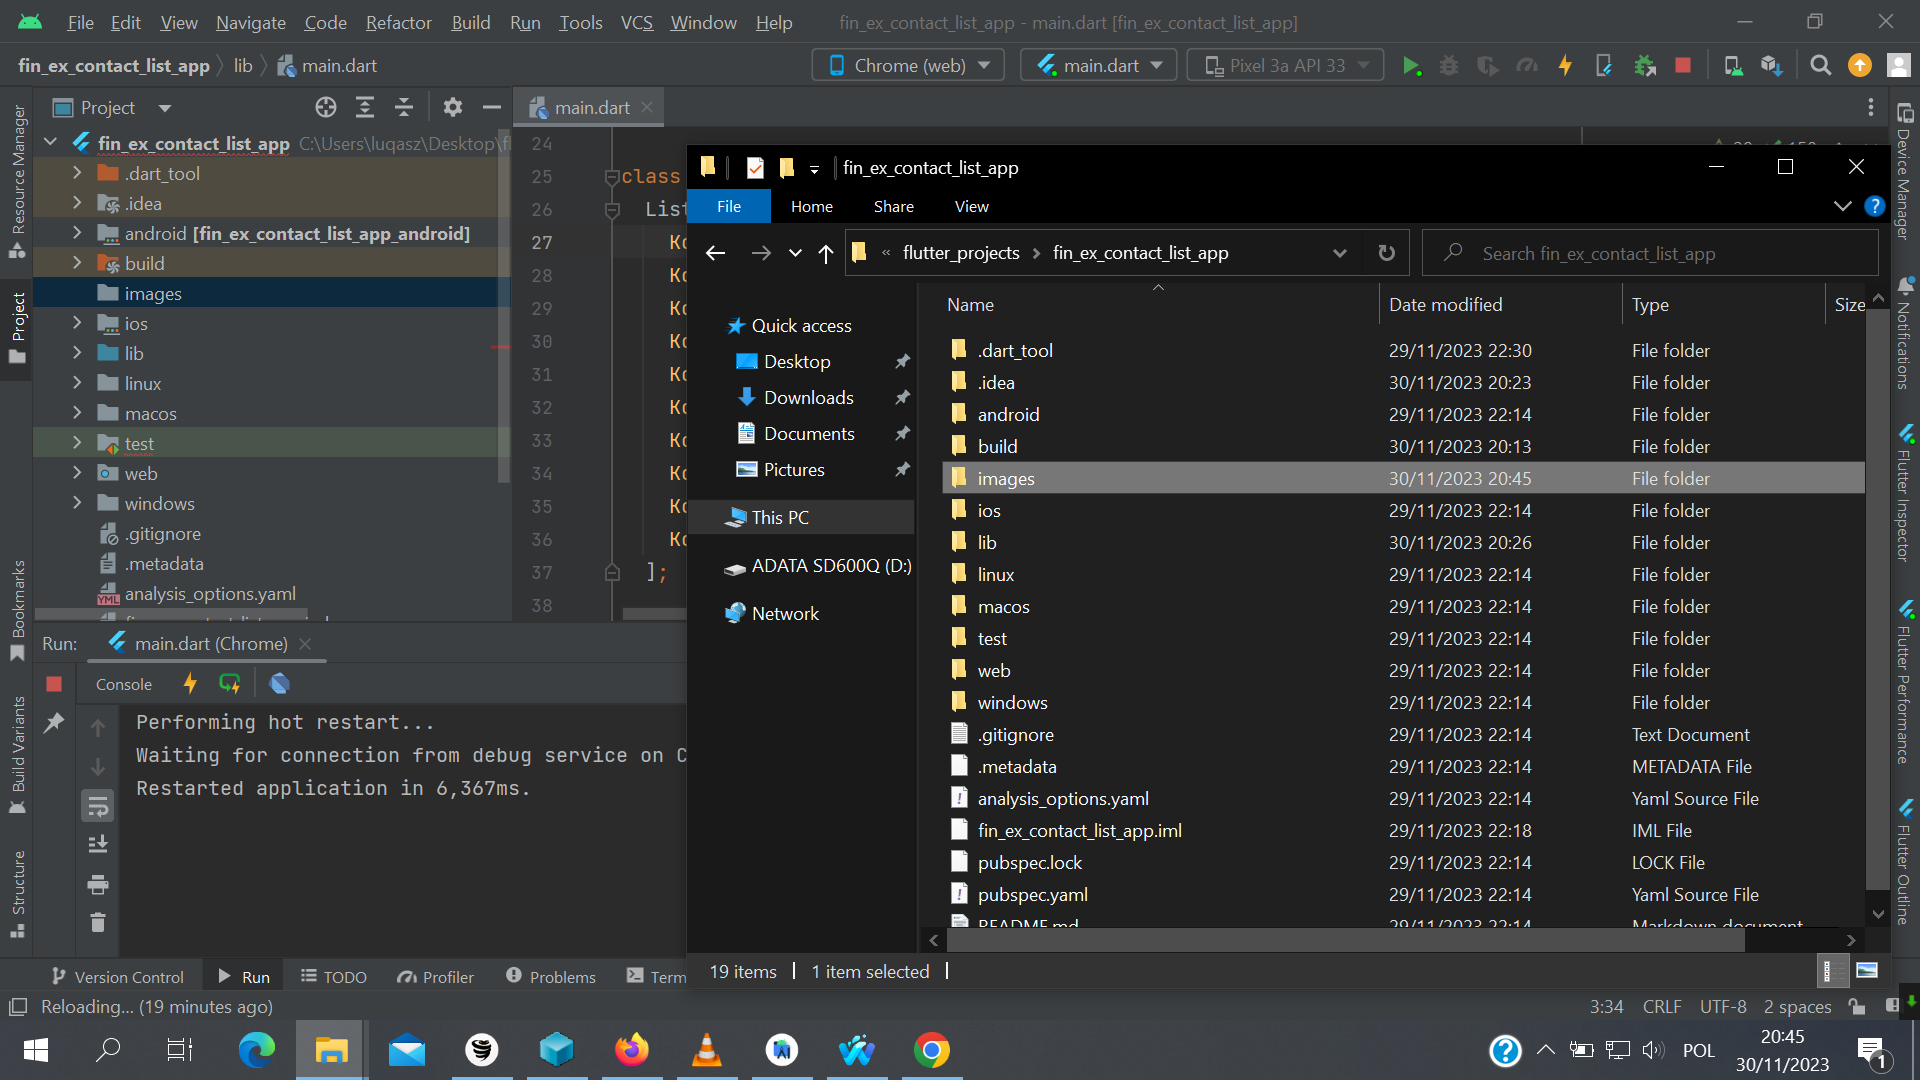 File Edit View Navigate Code Refactor Build Run Tools VCS Window Help fin_ex_contact_list_app - main.dart [fin_ex_contact_list_app]
fin_ex_contact_list_app lib main.dart Chrome (web) main.dart Pixel 3a API 33
Project main.dart
fin_ex_contact_list_app C:\Users\luqasz\Desktop\f
.dart_tool
.idea
android [fin_ex_contact_list_app_android]
build
images
ios
lib
linux
macos
test
web
windows
.gitignore
.metadata
analysis_options.yaml
Resource Manager
Project
Bookmarks
Build Variants
Structure
24
25 class
26 List
27 Ko
28 Ko
29 Ko
30 Ko
31 Ko
32 Ko
33 Ko
34 Ko
35 Ko
36 Ko
37 ];
38
fin_ex_contact_list_app
File Home Share View
« flutter_projects fin_ex_contact_list_app Search fin_ex_contact_list_app
Quick access
Desktop
Downloads
Documents
Pictures
This PC
ADATA SD600Q (D:)
Network
Name Date modified Type Size
.dart_tool 29/11/2023 22:30 File folder
.idea 30/11/2023 20:23 File folder
android 29/11/2023 22:14 File folder
build 30/11/2023 20:13 File folder
images 30/11/2023 20:45 File folder
ios 29/11/2023 22:14 File folder
lib 30/11/2023 20:26 File folder
linux 29/11/2023 22:14 File folder
macos 29/11/2023 22:14 File folder
test 29/11/2023 22:14 File folder
web 29/11/2023 22:14 File folder
windows 29/11/2023 22:14 File folder
.gitignore 29/11/2023 22:14 Text Document
.metadata 29/11/2023 22:14 METADATA File
analysis_options.yaml 29/11/2023 22:14 Yaml Source File
fin_ex_contact_list_app.iml 29/11/2023 22:18 IML File
pubspec.lock 29/11/2023 22:14 LOCK File
pubspec.yaml 29/11/2023 22:14 Yaml Source File
README.md 29/11/2023 22:14 Markdown document
19 items 1 item selected
Device Manager
Notifications
Flutter Inspector
Flutter Performance
Flutter Outline
Run: main.dart (Chrome)
Console
Performing hot restart...
Waiting for connection from debug service on C
Restarted application in 6,367ms.
Version Control Run TODO Profiler Problems Term
Reloading... (19 minutes ago) 3:34 CRLF UTF-8 2 spaces
POL 20:45
30/11/2023
1